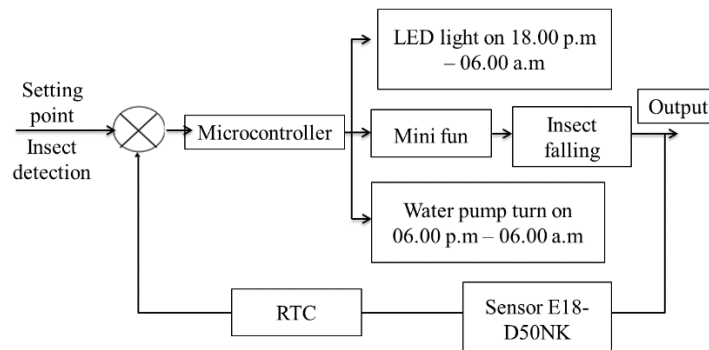 LED light on 18.00 p.m
– 06.00 a.m
Setting
point
Insect
detection
Microcontroller
Mini fun
Insect
falling
Output
Water pump turn on
06.00 p.m – 06.00 a.m
RTC
Sensor E18-
D50NK